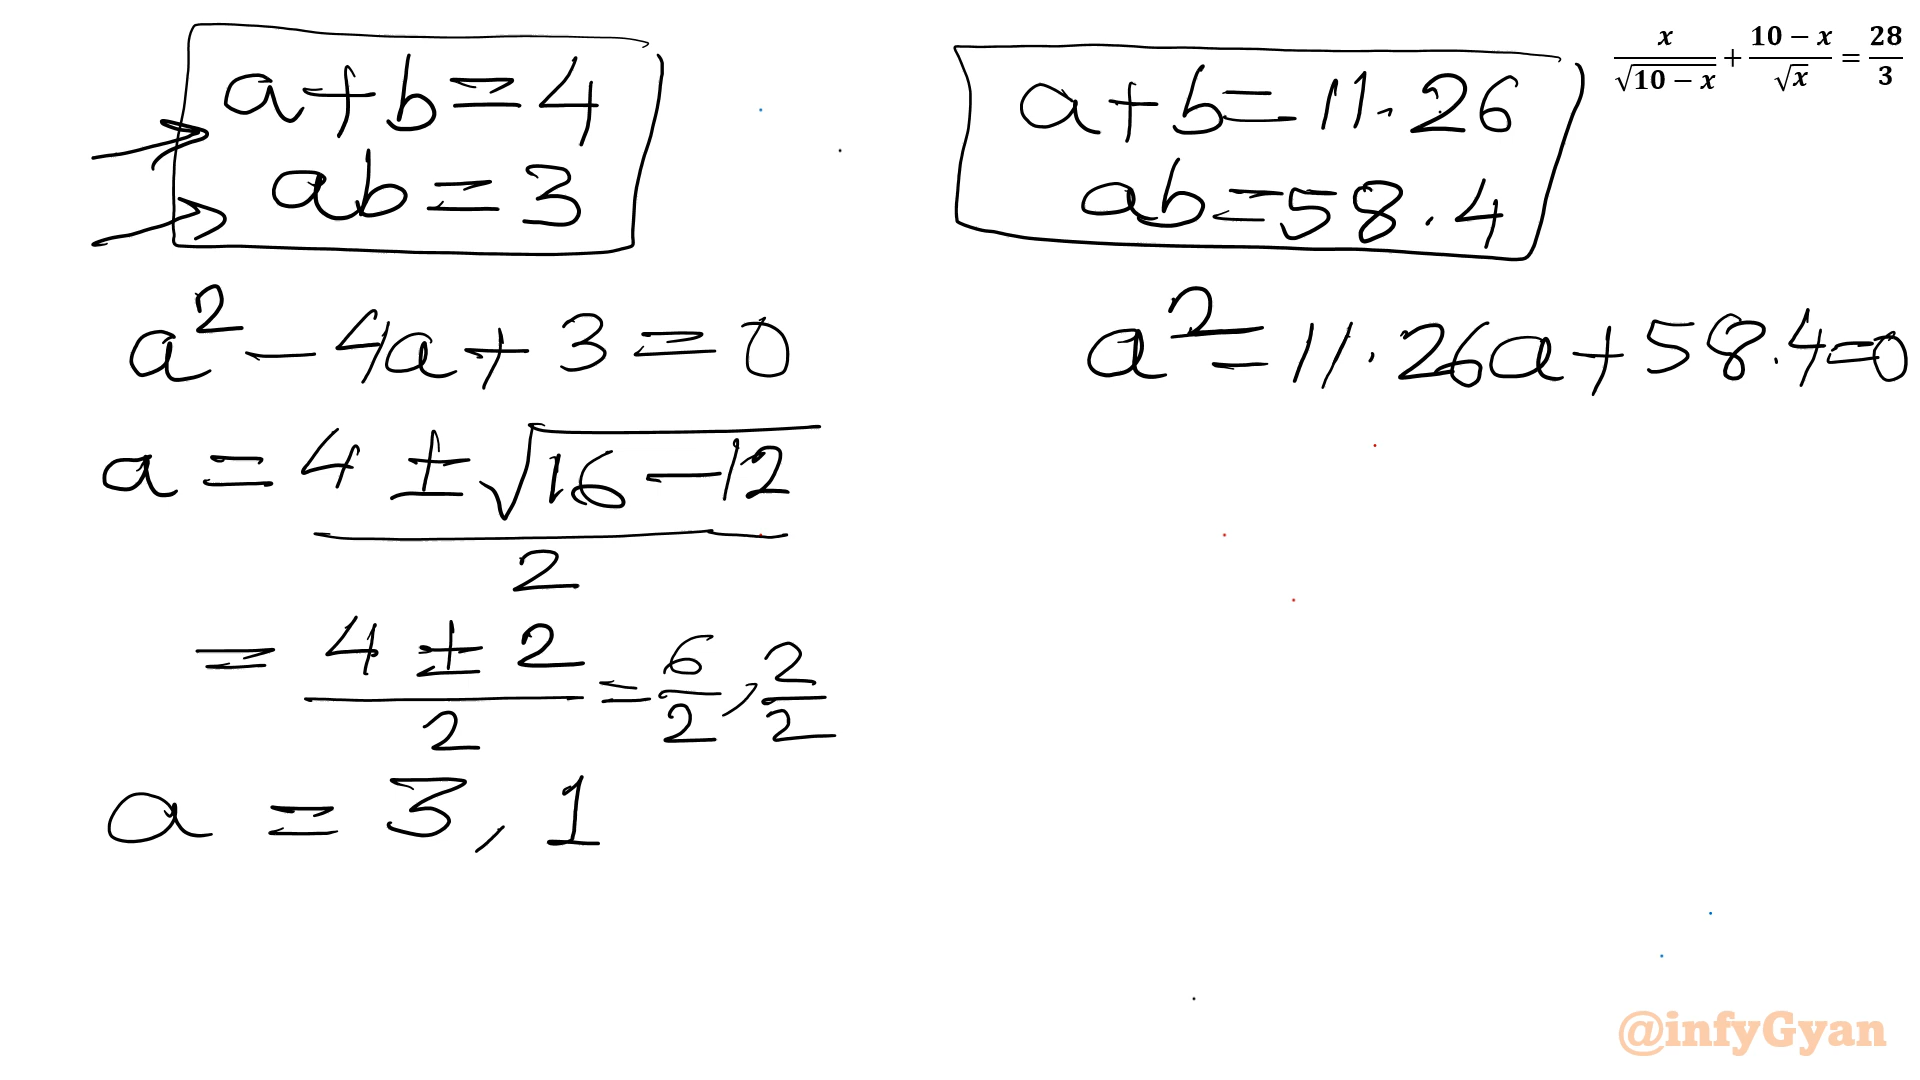 a+b=4
ab=3
a²-4a+3=0
a=4±√16-12
2
=4±2/2=6/2,2/2
a=3,1
a+b=11.26
ab=58.4
a²=11.26a+58.4=0
x/√10-x+10-x/√x=28/3
@infyGyan